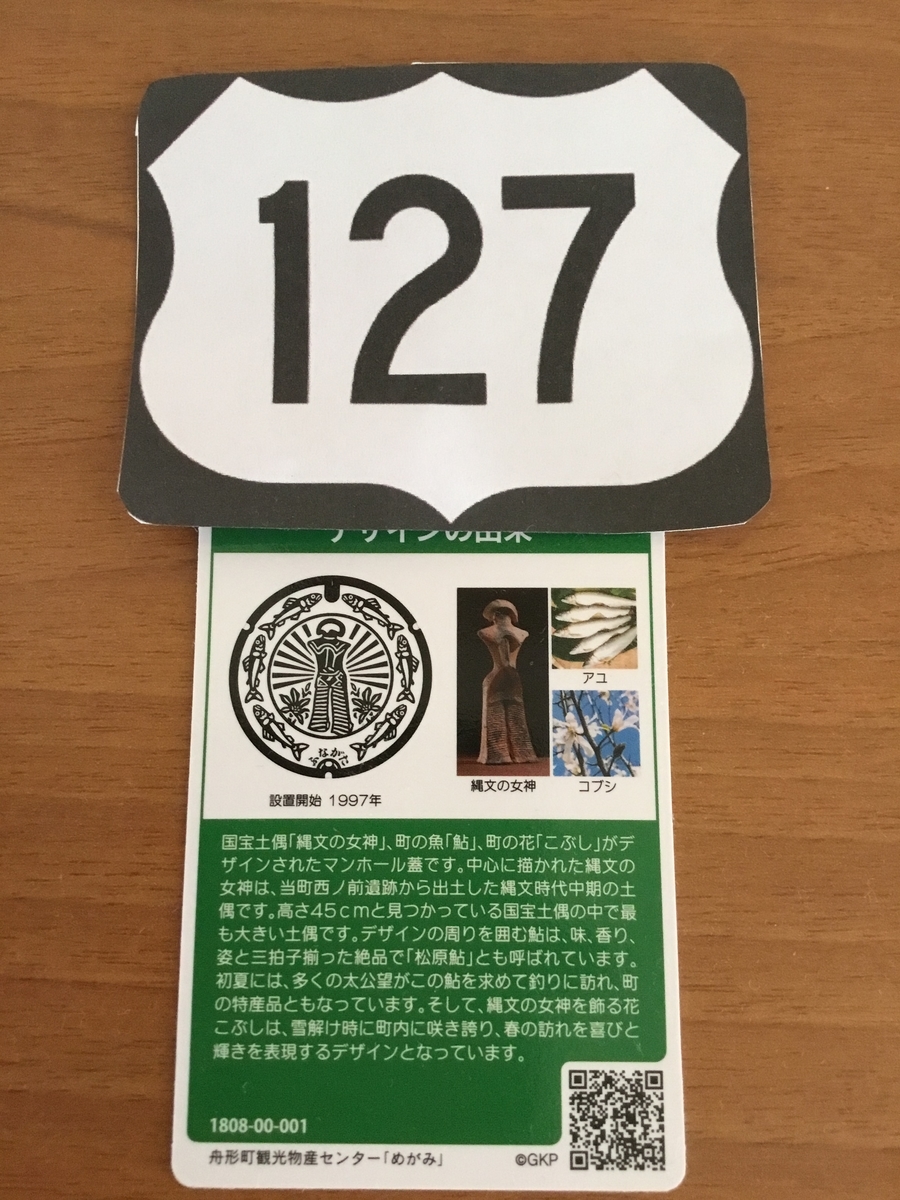 127
デザインの由来
ふながた
アユ
縄文の女神
コブシ
設置開始 1997年
国宝土偶「縄文の女神」、町の魚「鮎」、町の花「こぶし」がデ
ザインされたマンホール蓋です。中心に描かれた縄文の
女神は、当町西ノ前遺跡から出土した縄文時代中期の土
偶です。高さ45cmと見つかっている国宝土偶の中で最
も大きい土偶です。デザインの周りを囲む鮎は、味、香り、
姿と三拍子揃った絶品で「松原鮎」とも呼ばれています。
初夏には、多くの太公望がこの鮎を求めて釣りに訪れ、町
の特産品ともなっています。そして、縄文の女神を飾る花
こぶしは、雪解け時に町内に咲き誇り、春の訪れを喜びと
輝きを表現するデザインとなっています。
1808-00-001
舟形町観光物産センター「めがみ」
©GKP